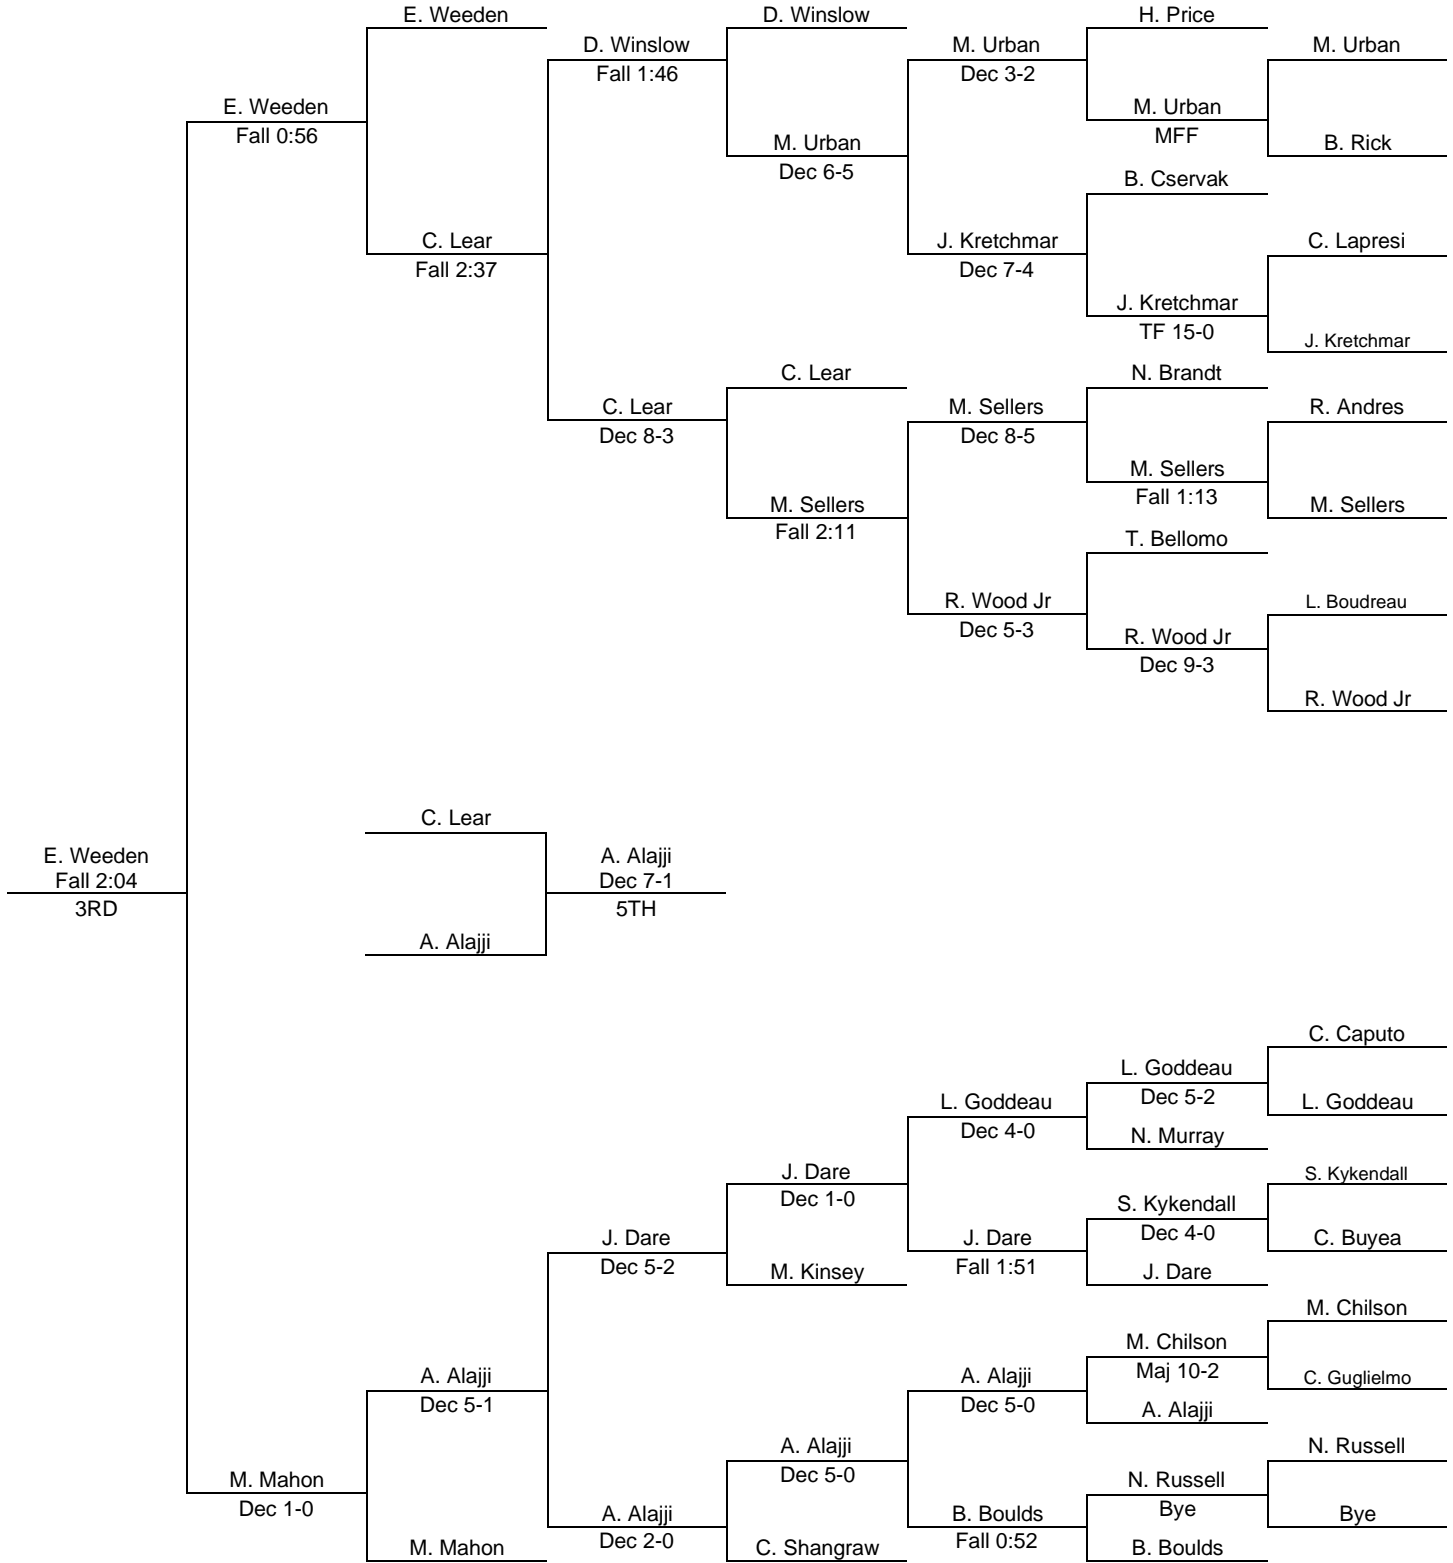 E. Weeden
D. Winslow
H. Price
D. Winslow
Fall 1:46
M. Urban
Dec 3-2
M. Urban
E. Weeden
Fall 0:56
M. Urban
MFF
M. Urban
Dec 6-5
B. Rick
B. Cservak
C. Lear
Fall 2:37
J. Kretchmar
Dec 7-4
C. Lapresi
J. Kretchmar
TF 15-0
J. Kretchmar
C. Lear
N. Brandt
C. Lear
Dec 8-3
M. Sellers
Dec 8-5
R. Andres
M. Sellers
Fall 1:13
M. Sellers
Fall 2:11
M. Sellers
T. Bellomo
R. Wood Jr
Dec 5-3
L. Boudreau
R. Wood Jr
Dec 9-3
R. Wood Jr
C. Lear
E. Weeden
Fall 2:04
3RD
A. Alajji
Dec 7-1
5TH
A. Alajji
C. Caputo
L. Goddeau
Dec 5-2
L. Goddeau
Dec 4-0
L. Goddeau
N. Murray
J. Dare
Dec 1-0
S. Kykendall
S. Kykendall
Dec 4-0
J. Dare
Dec 5-2
J. Dare
Fall 1:51
C. Buyea
M. Kinsey
J. Dare
M. Chilson
M. Chilson
Maj 10-2
A. Alajji
Dec 5-1
A. Alajji
Dec 5-0
C. Guglielmo
A. Alajji
A. Alajji
Dec 5-0
N. Russell
M. Mahon
Dec 1-0
N. Russell
Bye
A. Alajji
Dec 2-0
B. Boulds
Fall 0:52
Bye
M. Mahon
C. Shangraw
B. Boulds